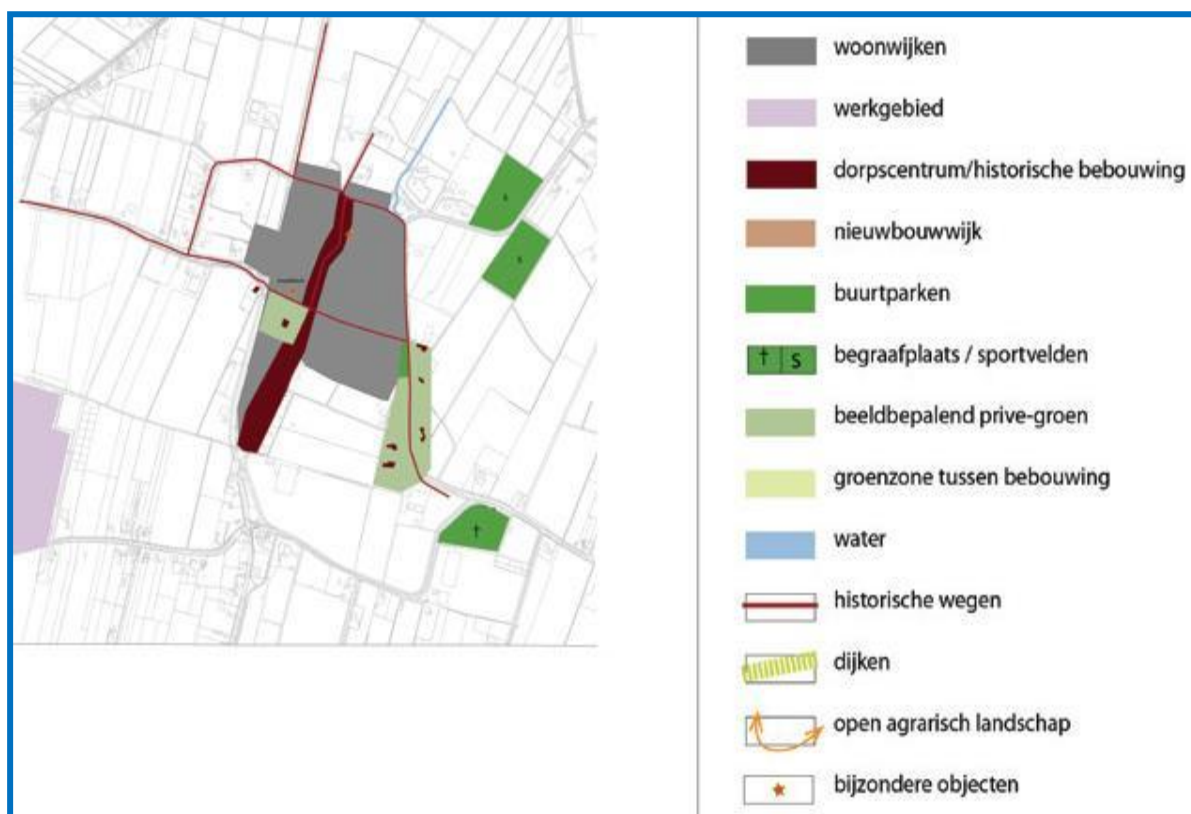 s
s
†
woonwijken
werkgebied
dorpscentrum/historische bebouwing
nieuwbouwwijk
buurtparken
† s
begraafplaats / sportvelden
beeldbepalend prive-groen
groenzone tussen bebouwing
water
historische wegen
dijken
open agrarisch landschap
bijzondere objecten